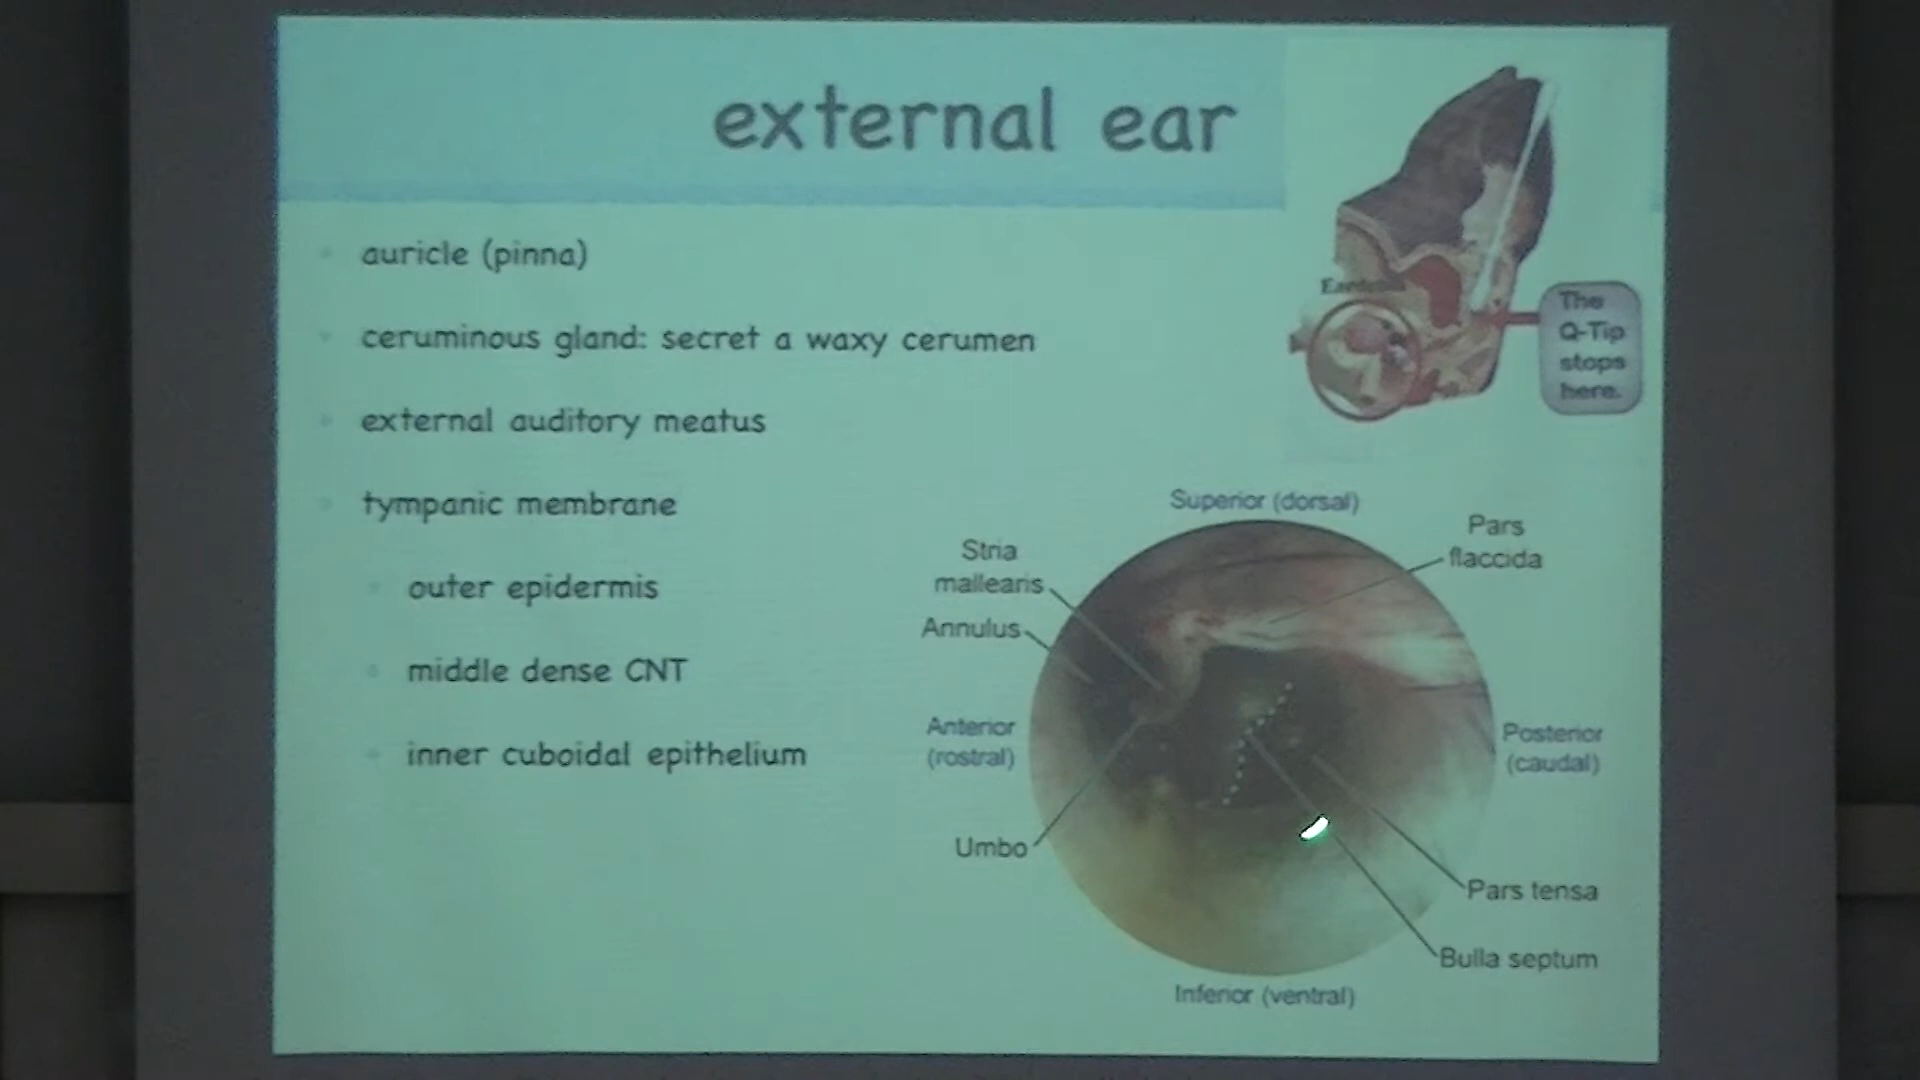 external ear
auricle (pinna)
ceruminous gland: secret a waxy cerumen
external auditory meatus
tympanic membrane
outer epidermis
middle dense CNT
inner cuboidal epithelium
The
Q-Tip
stops
here.
Superior (dorsal)
Pars
flaccida
Stria
mallearis
Annulus
Anterior
(rostral)
Posterior
(caudal)
Umbo
Pars tensa
Bulla septum
Inferior (ventral)